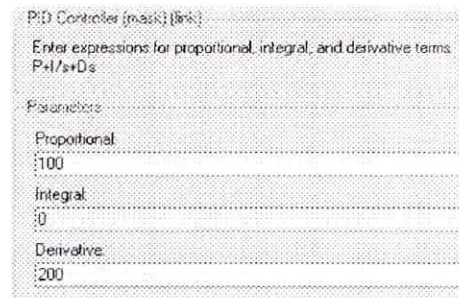 PID Controller (mask) (link)
Enter expressions for proportional, integral, and derivative terms.
P+I/s+Ds
Parameters
Proportional:
100
Integral:
0
Derivative:
200